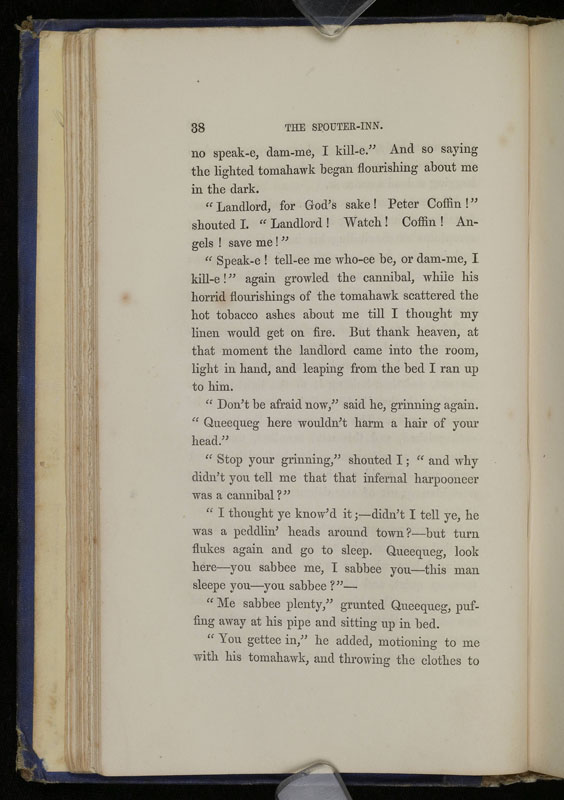 38 THE SPOUTER-INN.
no speak-e, dam-me, I kill-e.” And so saying
the lighted tomahawk began flourishing about me
in the dark.
“Landlord, for God’s sake! Peter Coffin!”
shouted I. “Landlord! Watch! Coffin! An-
gels! save me!”
“Speak-e! tell-ee me who-ee be, or dam-me, I
kill-e!” again growled the cannibal, while his
horrid flourishings of the tomahawk scattered the
hot tobacco ashes about me till I thought my
linen would get on fire. But thank heaven, at
that moment the landlord came into the room,
light in hand, and leaping from the bed I ran up
to him.
“Don’t be afraid now,” said he, grinning again.
“Queequeg here wouldn’t harm a hair of your
head.”
“Stop your grinning,” shouted I; “and why
didn’t you tell me that that infernal harpooneer
was a cannibal?”
“I thought ye know’d it;—didn’t I tell ye, he
was a peddlin’ heads around town?—but turn
flukes again and go to sleep. Queequeg, look
here—you sabbee me, I sabbee you—this man
sleepe you—you sabbee?”—
“Me sabbee plenty,” grunted Queequeg, puf-
fing away at his pipe and sitting up in bed.
“You gettee in,” he added, motioning to me
with his tomahawk, and throwing the clothes to